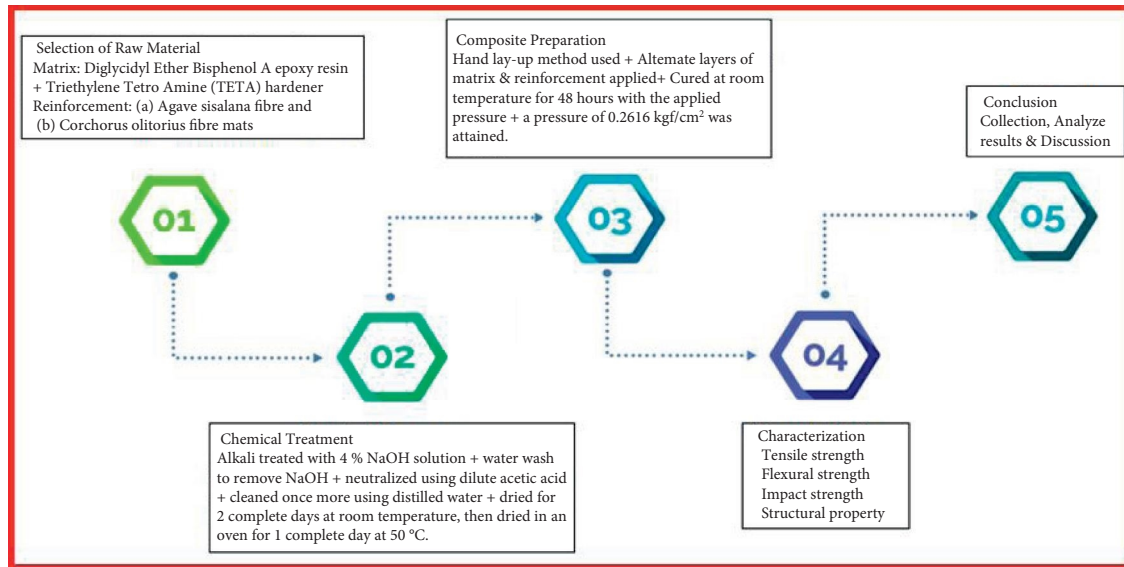 01
Selection of Raw Material
Matrix: Diglycidyl Ether Bisphenol A epoxy resin
+ Triethylene Tetro Amine (TETA) hardener
Reinforcement: (a) Agave sisalana fibre and
(b) Corchorus olitorius fibre mats
02
Chemical Treatment
Alkali treated with 4 % NaOH solution + water wash
to remove NaOH + neutralized using dilute acetic acid
+ cleaned once more using distilled water + dried for
2 complete days at room temperature, then dried in an
oven for 1 complete day at 50 °C.
03
Composite Preparation
Hand lay-up method used + Alternate layers of
matrix & reinforcement applied+ Cured at room
temperature for 48 hours with the applied
pressure + a pressure of 0.2616 kgf/cm² was
attained.
04
Characterization
Tensile strength
Flexural strength
Impact strength
Structural property
05
Conclusion
Collection, Analyze
results & Discussion